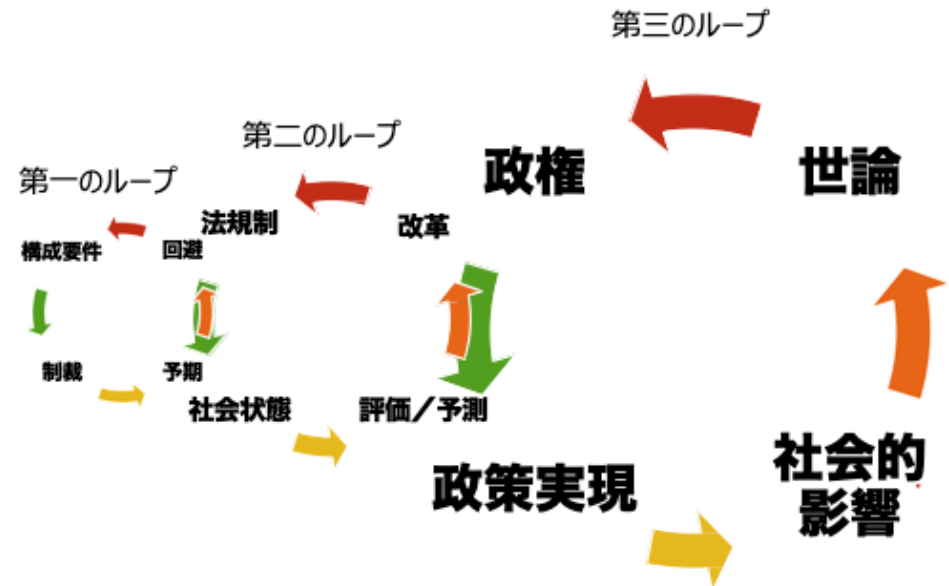 第三のループ
第二のループ
政権
世論
第一のループ
法規制
改革
構成要件
回避
制裁
予期
社会状態
評価／予測
社会的
影響
政策実現